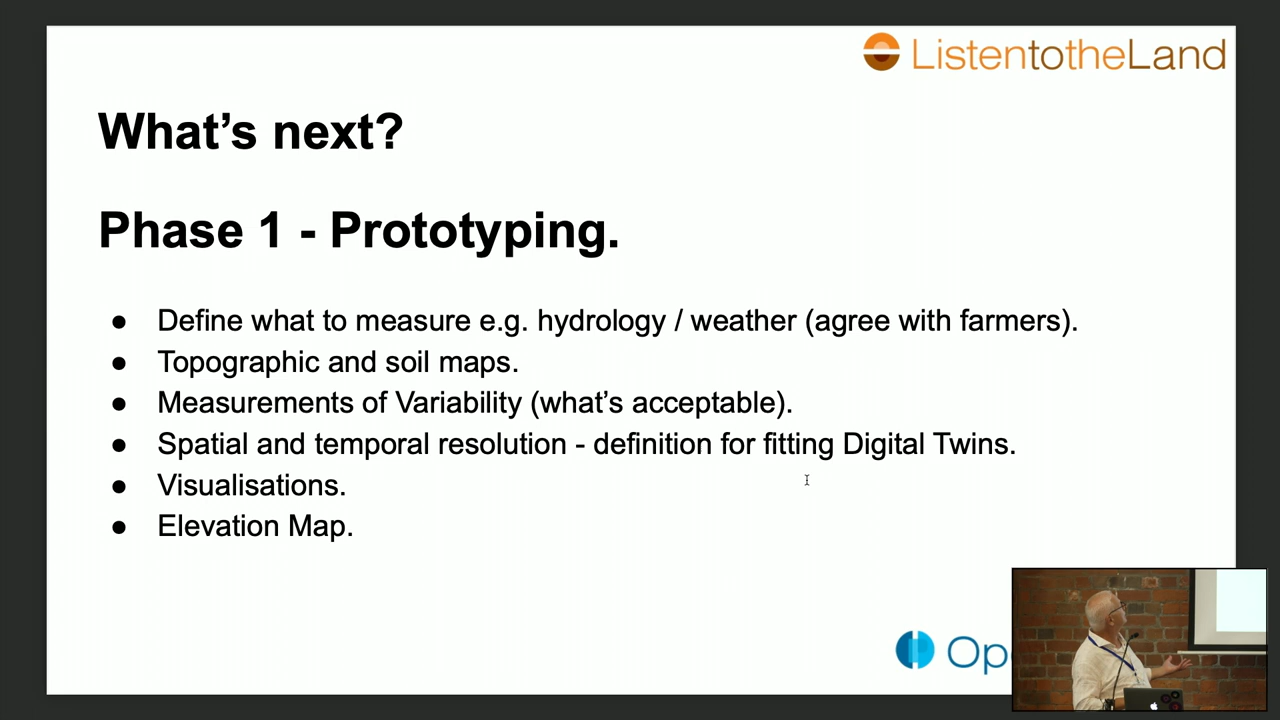 ListentotheLand
What's next?
Phase 1 - Prototyping.
● Define what to measure e.g. hydrology / weather (agree with farmers).
● Topographic and soil maps.
● Measurements of Variability (what's acceptable).
● Spatial and temporal resolution - definition for fitting Digital Twins.
● Visualisations.
● Elevation Map.